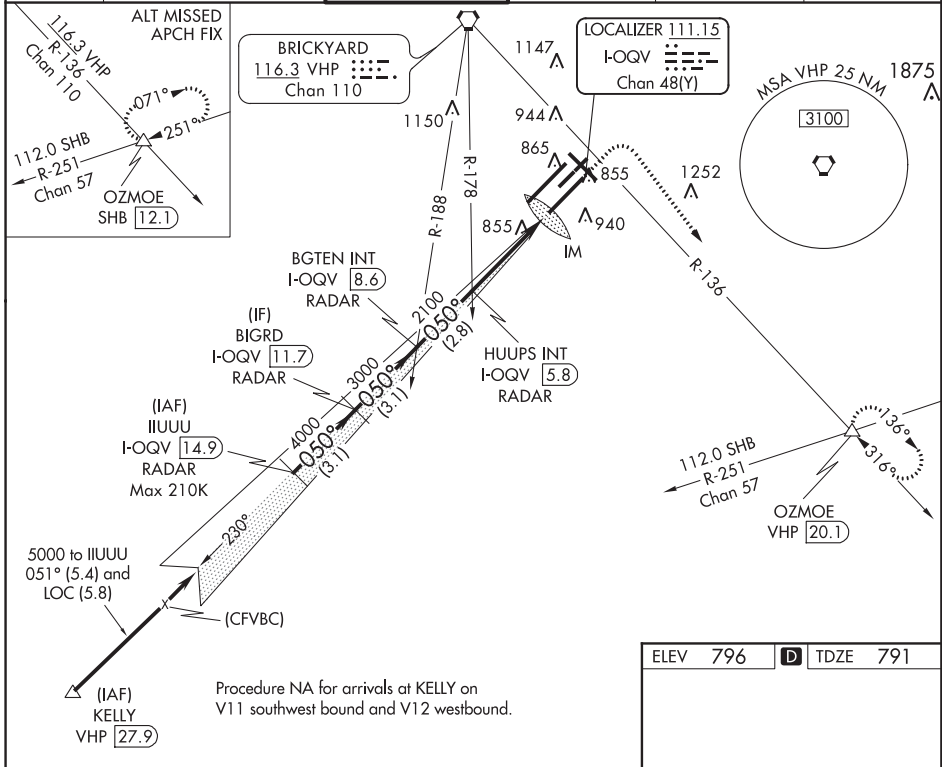 ALT MISSED
APCH FIX
116.3 VHP
R-136
Chan 110
071°
251°
112.0 SHB
R-251
Chan 57
OZMOE
SHB 12.1
BRICKYARD
116.3 VHP
Chan 110
LOCALIZER 111.15
I-OQV
Chan 48(Y)
MSA VHP 25 NM
3100
1875
1147
1150
944
865
855
1252
855
940
IM
R-188
R-178
R-136
BGTEN INT
I-OQV 8.6
RADAR
(IF)
BIGRD
I-OQV 11.7
RADAR
(IAF)
IIUUU
I-OQV 14.9
RADAR
Max 210K
2100
050°
(2.8)
3000
050°
(3.1)
4000
050°
(3.1)
HUUPS INT
I-OQV 5.8
RADAR
230°
5000 to IIUUU
051° (5.4) and
LOC (5.8)
(CFVBC)
(IAF)
KELLY
VHP 27.9
Procedure NA for arrivals at KELLY on
V11 southwest bound and V12 westbound.
112.0 SHB
R-251
Chan 57
136°
316°
OZMOE
VHP 20.1
ELEV 796 D TDZE 791